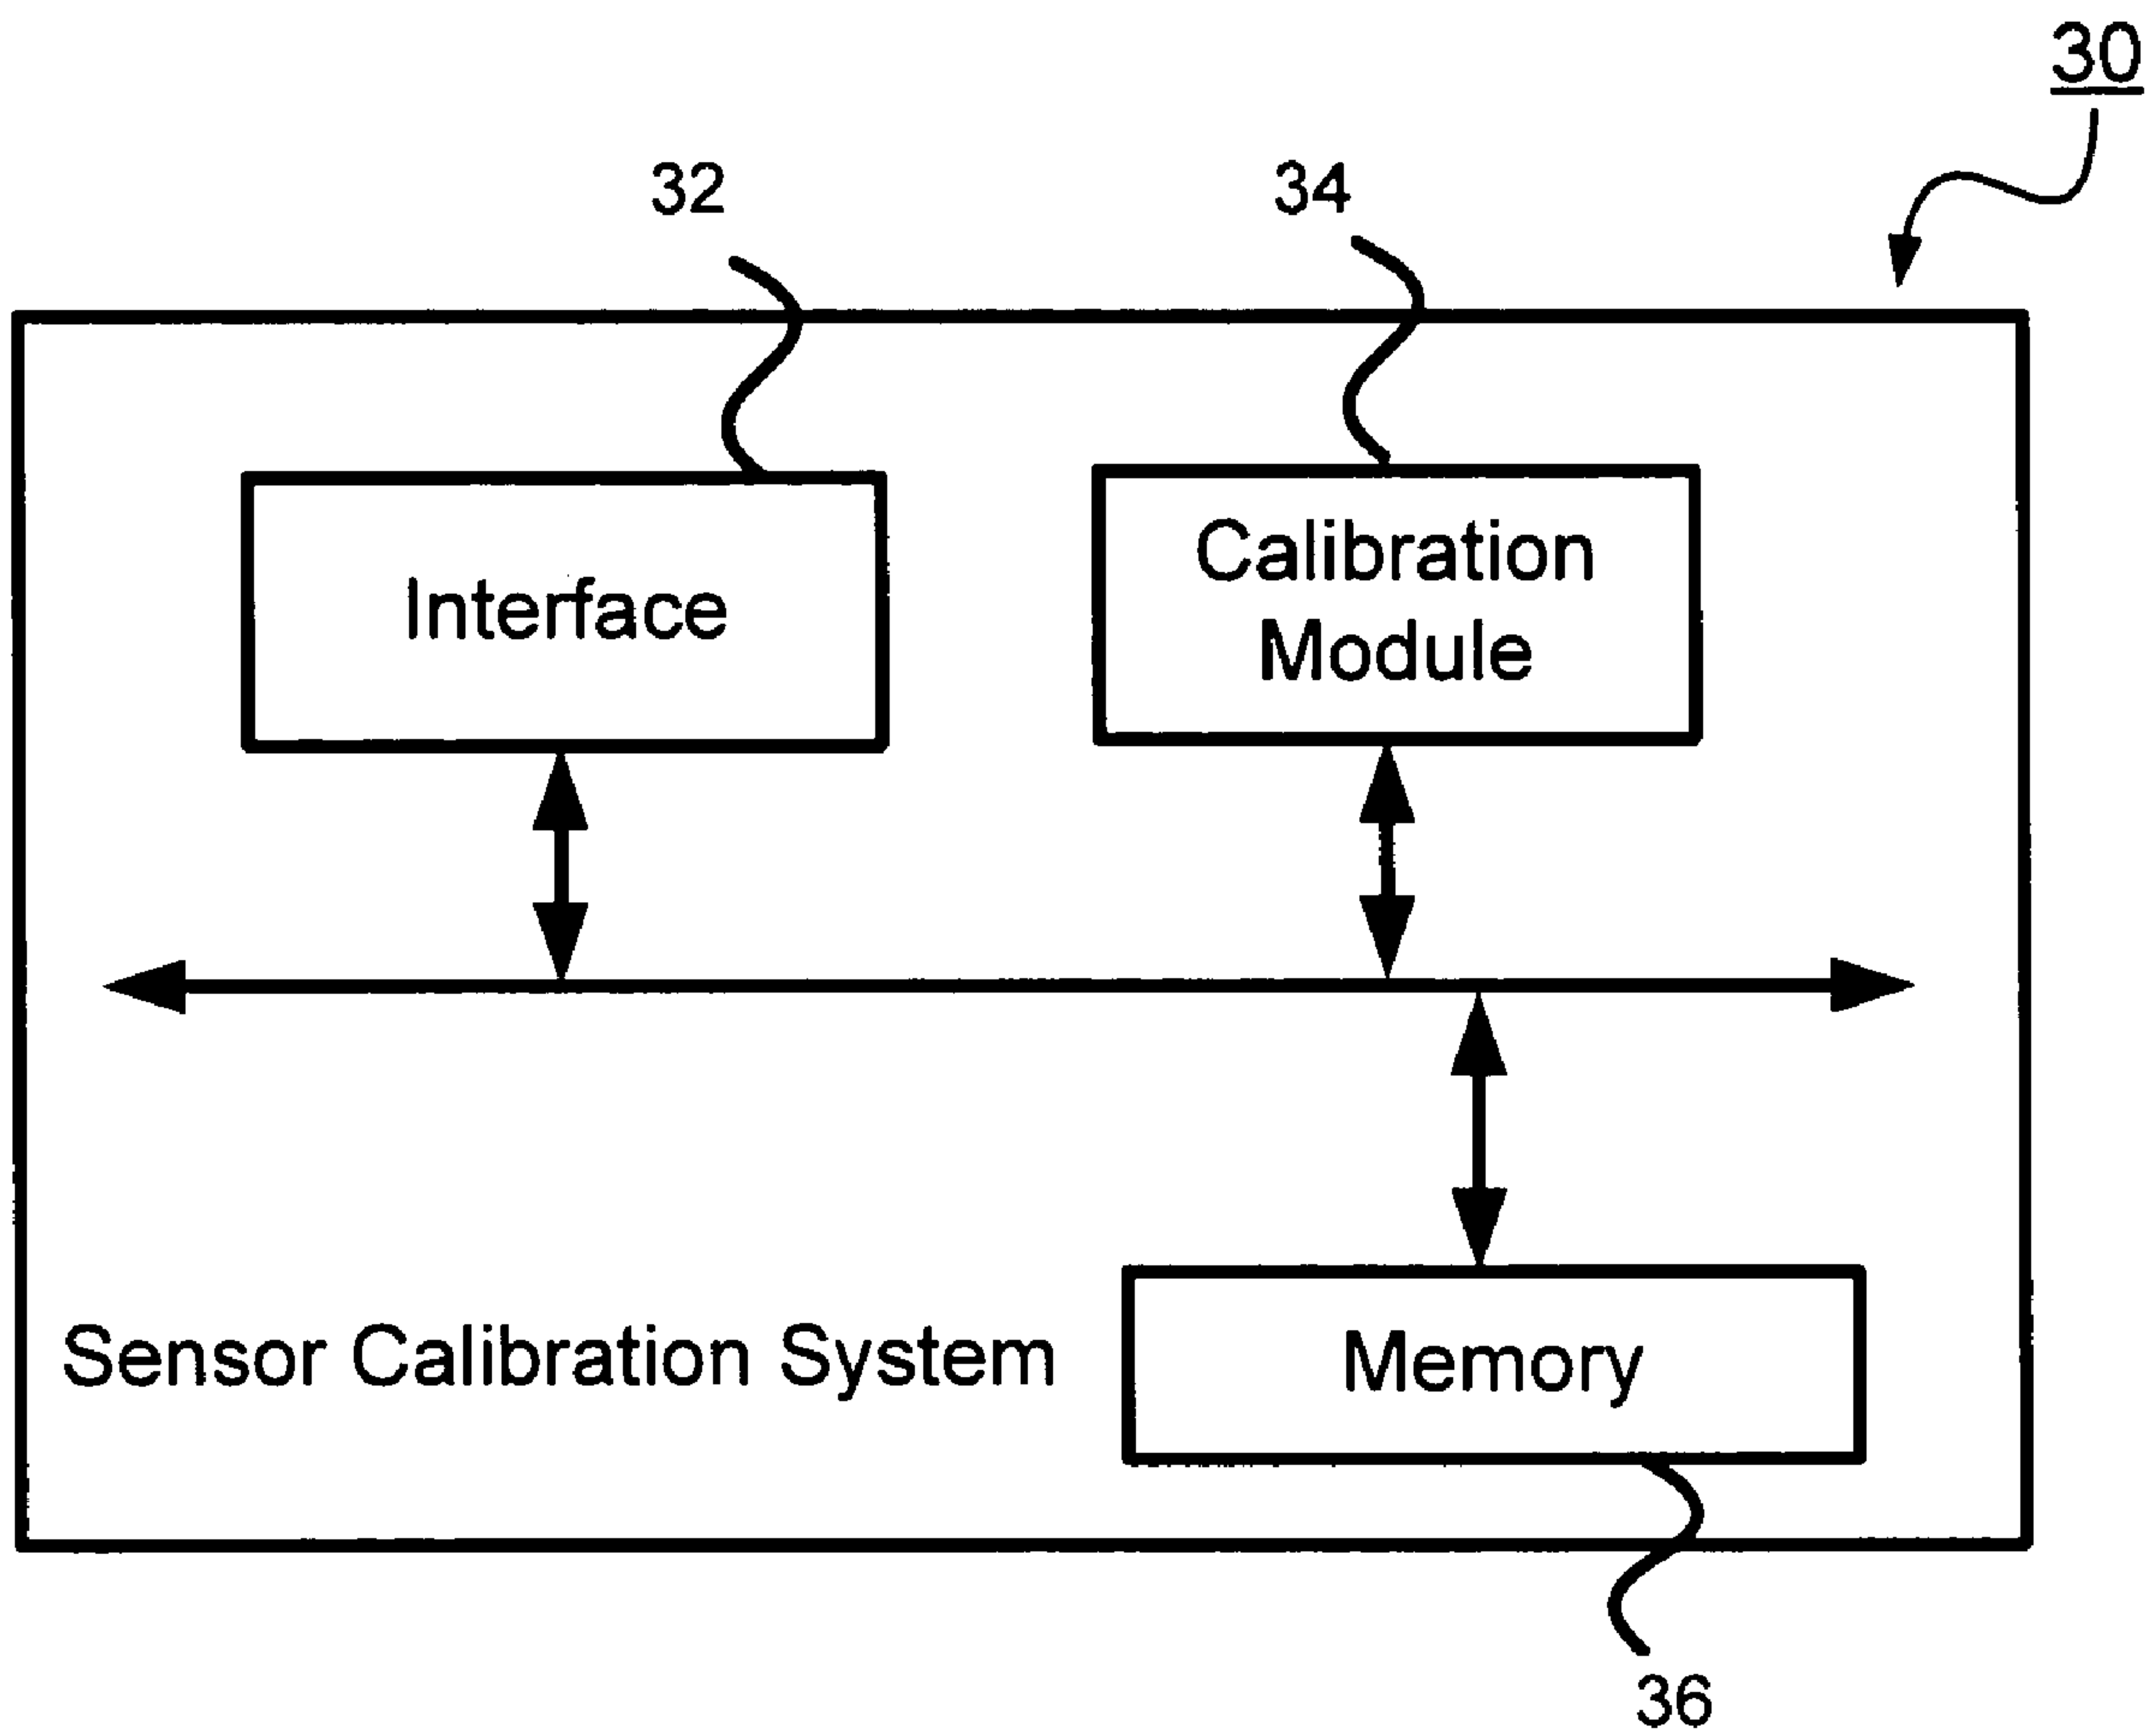 30
32
34
Interface
Calibration
Module
Sensor Calibration System
Memory
36